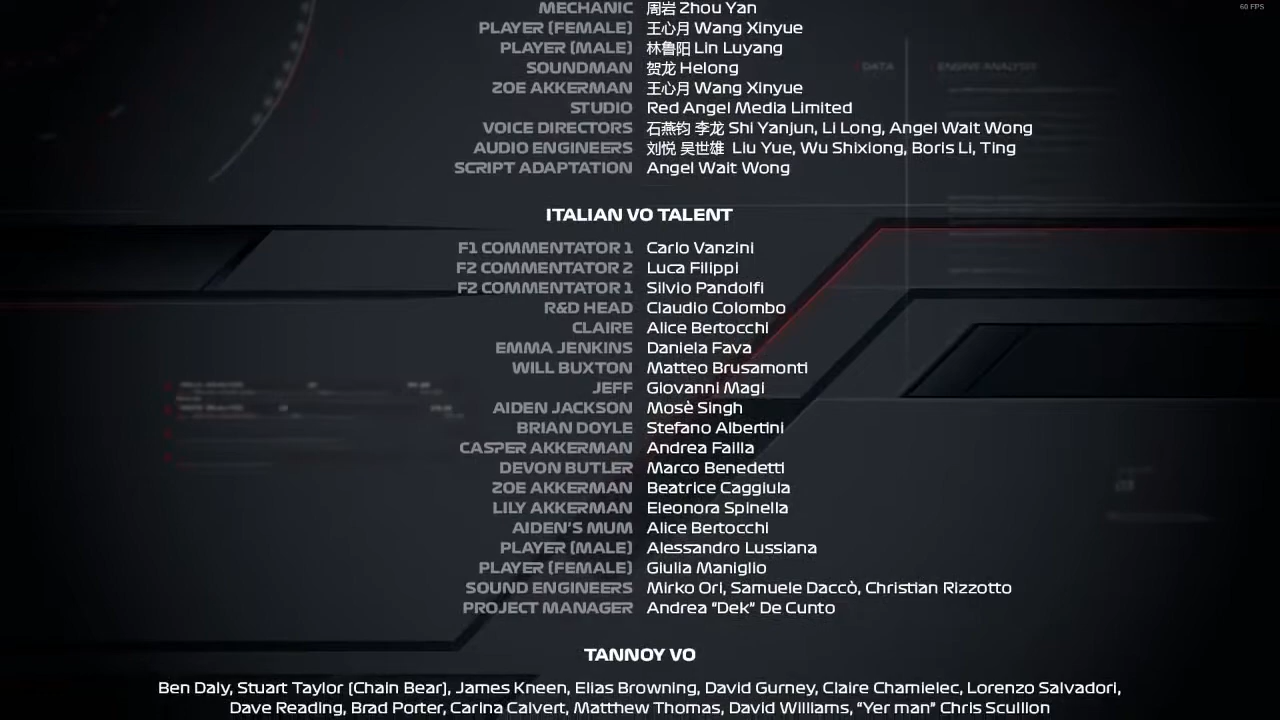 60 FPS
MECHANIC 周岩 Zhou Yan
PLAYER (FEMALE) 王心月 Wang Xinyue
PLAYER (MALE) 林鲁阳 Lin Luyang
SOUNDMAN 贺龙 Helong
ZOE AKKERMAN 王心月 Wang Xinyue
STUDIO Red Angel Media Limited
VOICE DIRECTORS 石燕钧 李龙 Shi Yanjun, Li Long, Angel Wait Wong
AUDIO ENGINEERS 刘悦 吴世雄 Liu Yue, Wu Shixiong, Boris Li, Ting
SCRIPT ADAPTATION Angel Wait Wong
ITALIAN VO TALENT
F1 COMMENTATOR 1 Carlo Vanzini
F2 COMMENTATOR 2 Luca Filippi
F2 COMMENTATOR 1 Silvio Pandolfi
R&D HEAD Claudio Colombo
CLAIRE Alice Bertocchi
EMMA JENKINS Daniela Fava
WILL BUXTON Matteo Brusamonti
JEFF Giovanni Magi
AIDEN JACKSON Mosè Singh
BRIAN DOYLE Stefano Albertini
CASPER AKKERMAN Andrea Failla
DEVON BUTLER Marco Benedetti
ZOE AKKERMAN Beatrice Caggiula
LILY AKKERMAN Eleonora Spinella
AIDEN'S MUM Alice Bertocchi
PLAYER (MALE) Alessandro Lussiana
PLAYER (FEMALE) Giulia Maniglio
SOUND ENGINEERS Mirko Ori, Samuele Daccò, Christian Rizzotto
PROJECT MANAGER Andrea "Dek" De Cunto
TANNOY VO
Ben Daly, Stuart Taylor (Chain Bear), James Kneen, Elias Browning, David Gurney, Claire Chamielec, Lorenzo Salvadori,
Dave Reading, Brad Porter, Carina Calvert, Matthew Thomas, David Williams, "Yer man" Chris Scullion
DATA
ENGINE ANALYSIS